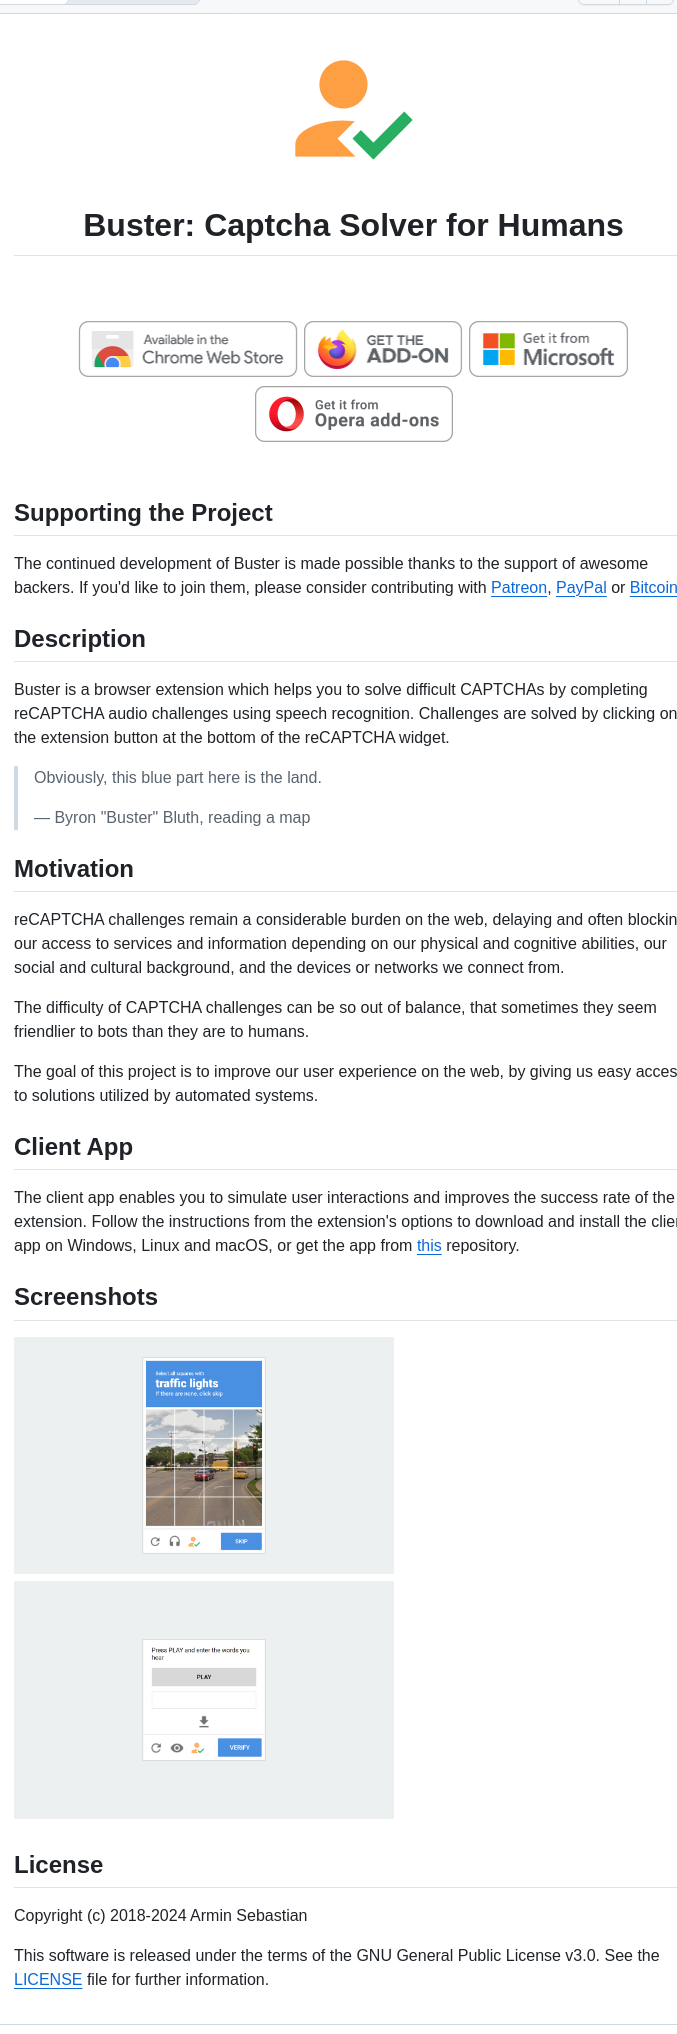 Buster: Captcha Solver for Humans
Available in the
Chrome Web Store
GET THE
ADD-ON
Get it from
Microsoft
Get it from
Opera add-ons
Supporting the Project
The continued development of Buster is made possible thanks to the support of awesome
backers. If you'd like to join them, please consider contributing with Patreon, PayPal or Bitcoin
Description
Buster is a browser extension which helps you to solve difficult CAPTCHAs by completing
reCAPTCHA audio challenges using speech recognition. Challenges are solved by clicking on
the extension button at the bottom of the reCAPTCHA widget.
Obviously, this blue part here is the land.
— Byron "Buster" Bluth, reading a map
Motivation
reCAPTCHA challenges remain a considerable burden on the web, delaying and often blockin
our access to services and information depending on our physical and cognitive abilities, our
social and cultural background, and the devices or networks we connect from.
The difficulty of CAPTCHA challenges can be so out of balance, that sometimes they seem
friendlier to bots than they are to humans.
The goal of this project is to improve our user experience on the web, by giving us easy acces
to solutions utilized by automated systems.
Client App
The client app enables you to simulate user interactions and improves the success rate of the
extension. Follow the instructions from the extension's options to download and install the clie
app on Windows, Linux and macOS, or get the app from this repository.
Screenshots
Select all squares with
traffic lights
If there are none, click skip
SKIP
Press PLAY and enter the words you
hear
PLAY
VERIFY
License
Copyright (c) 2018-2024 Armin Sebastian
This software is released under the terms of the GNU General Public License v3.0. See the
LICENSE file for further information.